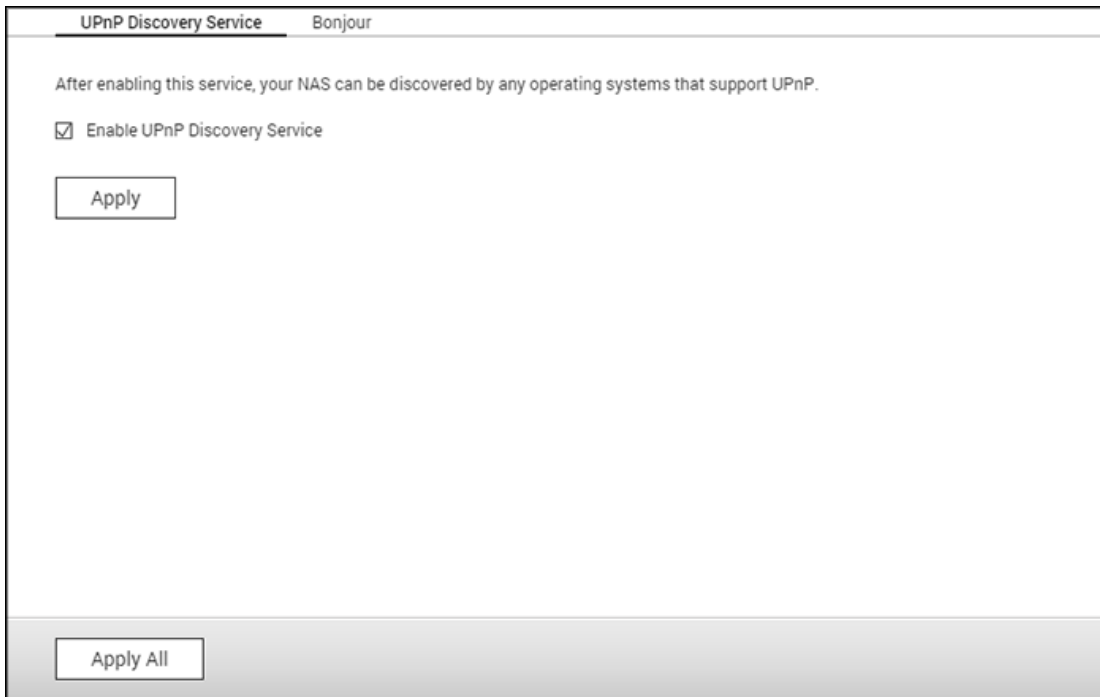 UPnP Discovery Service Bonjour
After enabling this service, your NAS can be discovered by any operating systems that support UPnP.
Enable UPnP Discovery Service
Apply
Apply All